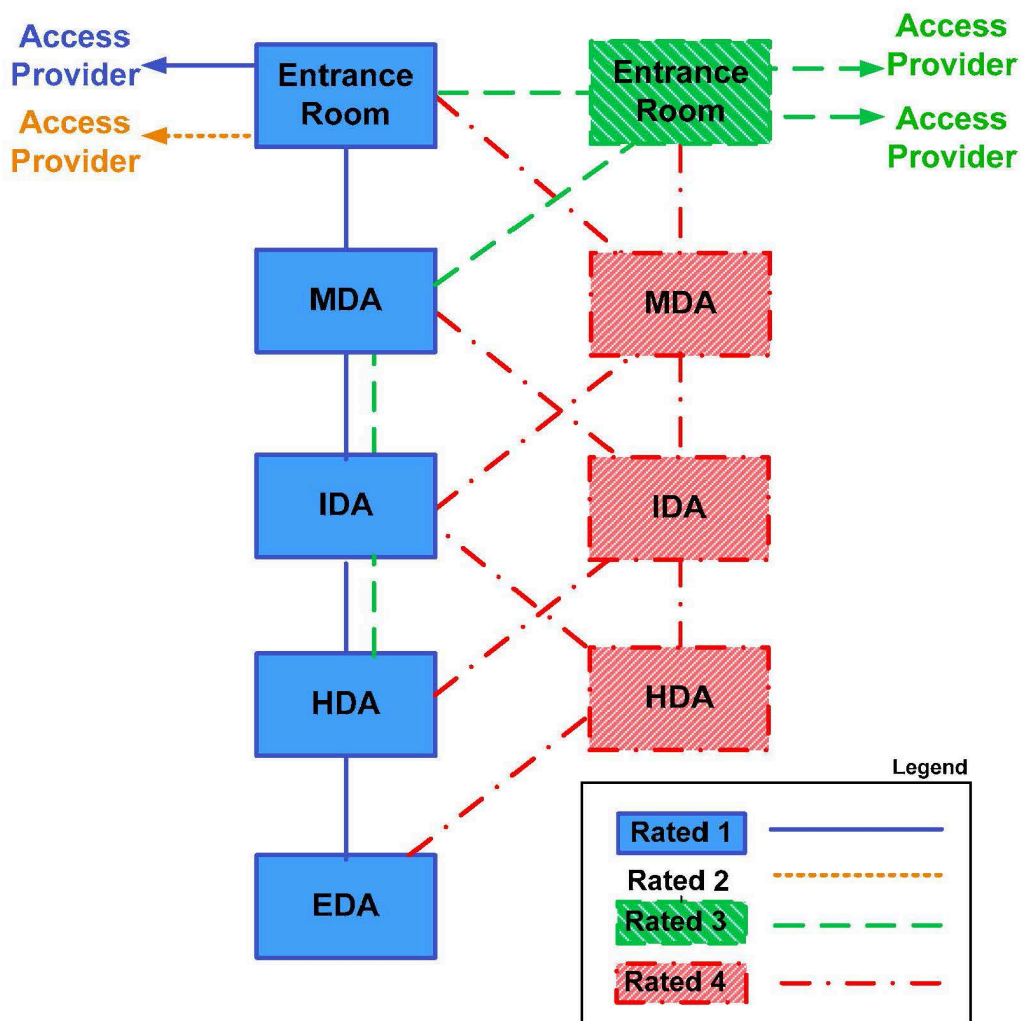 Access
Provider
Entrance
Room
Entrance
Room
Access
Provider
Access
Provider
Access
Provider
MDA
MDA
IDA
IDA
HDA
HDA
EDA
Legend
Rated 1
Rated 2
Rated 3
Rated 4